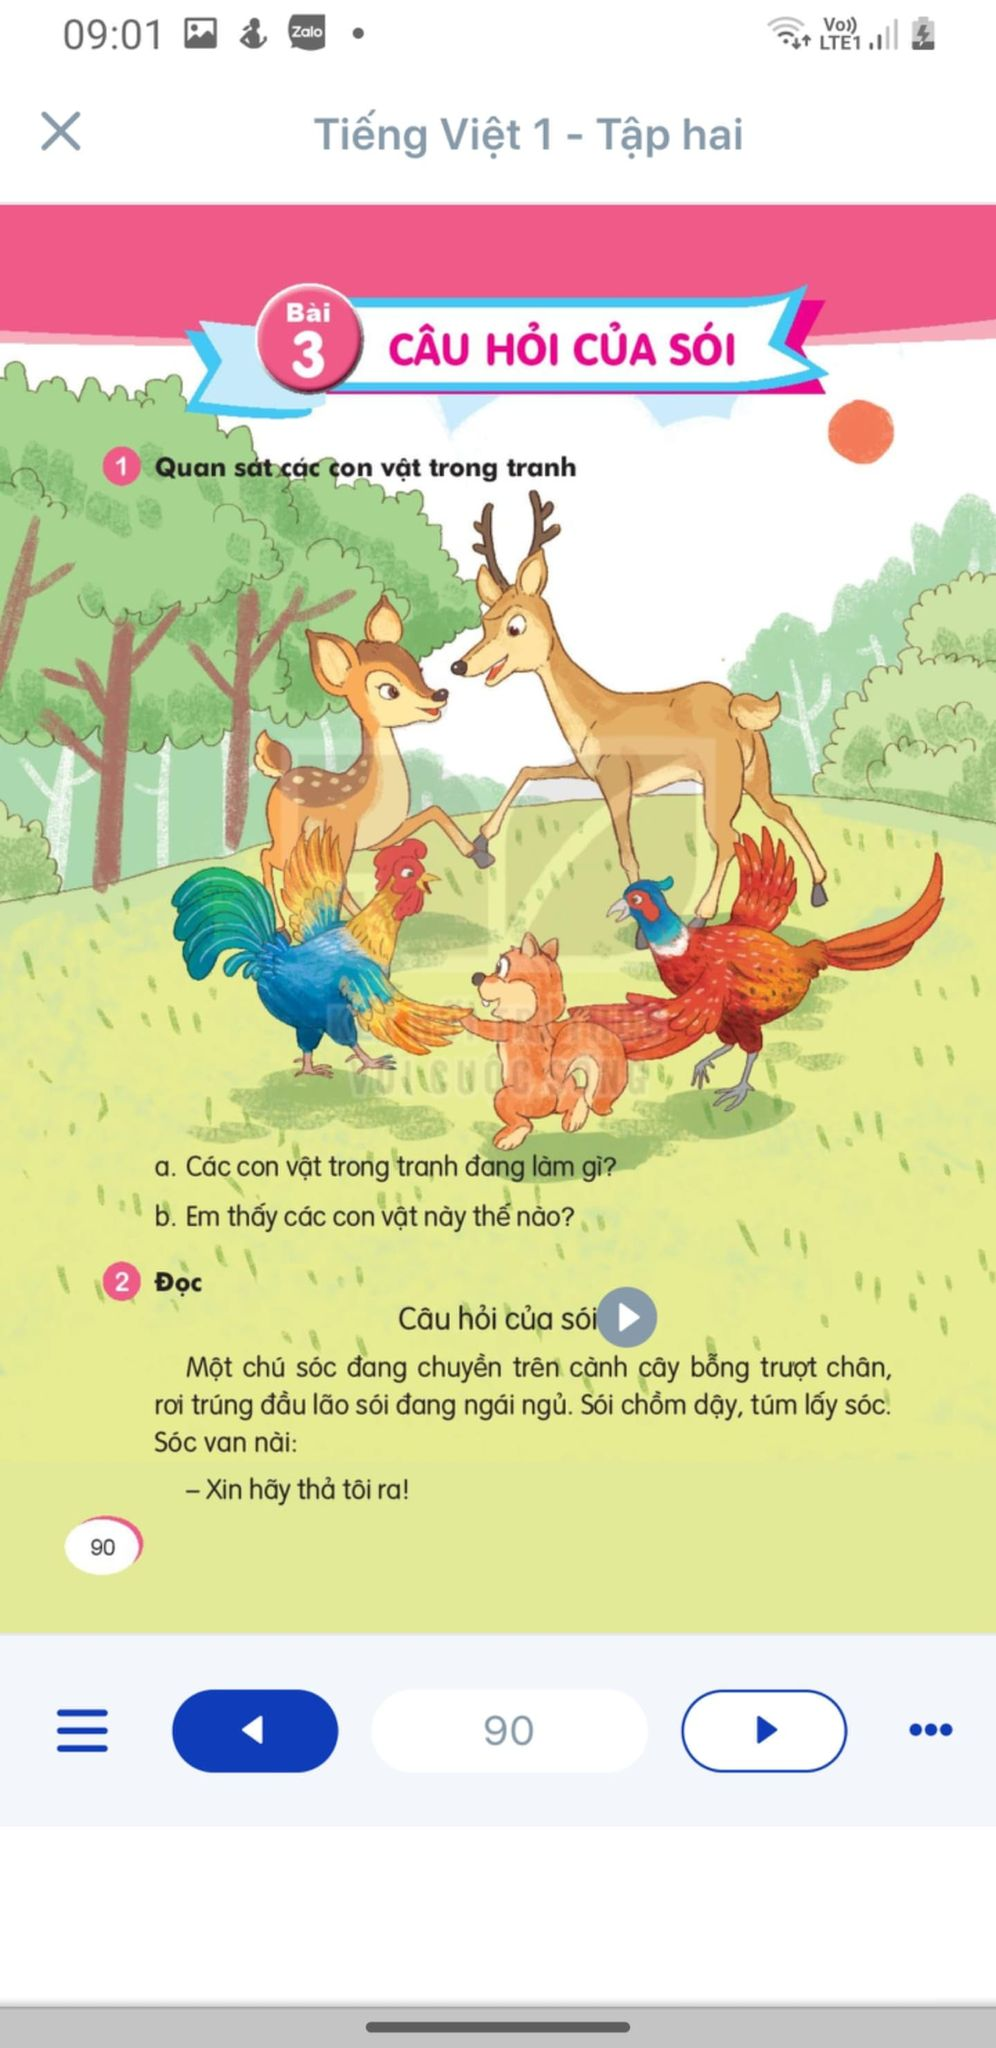 09:01
Zalo
Vo))
LTE1
Tiếng Việt 1 - Tập hai
Bài
3
CÂU HỎI CỦA SÓI
1 Quan sát các con vật trong tranh
VỚI CUỘC SỐNG
a. Các con vật trong tranh đang làm gì?
b. Em thấy các con vật này thế nào?
2 Đọc
Câu hỏi của sói
Một chú sóc đang chuyền trên cành cây bỗng trượt chân,
rơi trúng đầu lão sói đang ngái ngủ. Sói chồm dậy, túm lấy sóc.
Sóc van nài:
– Xin hãy thả tôi ra!
90
90